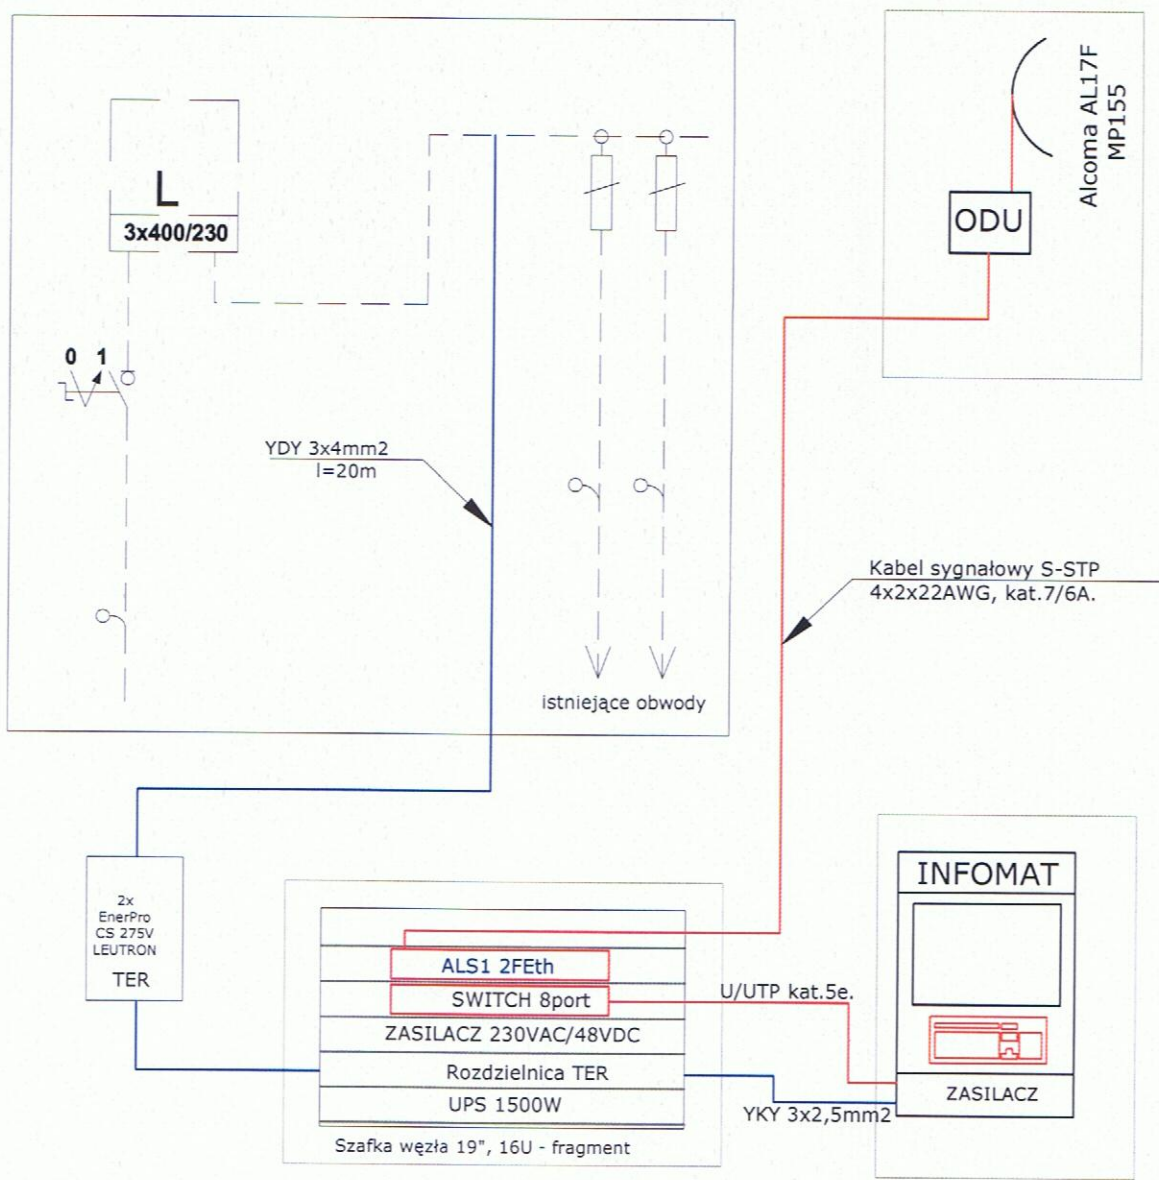 L
3x400/230
0 1
YDY 3x4mm2
l=20m
istniejące obwody
Alcoma AL17F
MP155
ODU
Kabel sygnałowy S-STP
4x2x22AWG, kat.7/6A.
2x
EnerPro
CS 275V
LEUTRON
TER
ALS1 2FEth
SWITCH 8port
ZASILACZ 230VAC/48VDC
Rozdzielnica TER
UPS 1500W
Szafka węzła 19", 16U - fragment
U/UTP kat.5e.
YKY 3x2,5mm2
INFOMAT
ZASILACZ